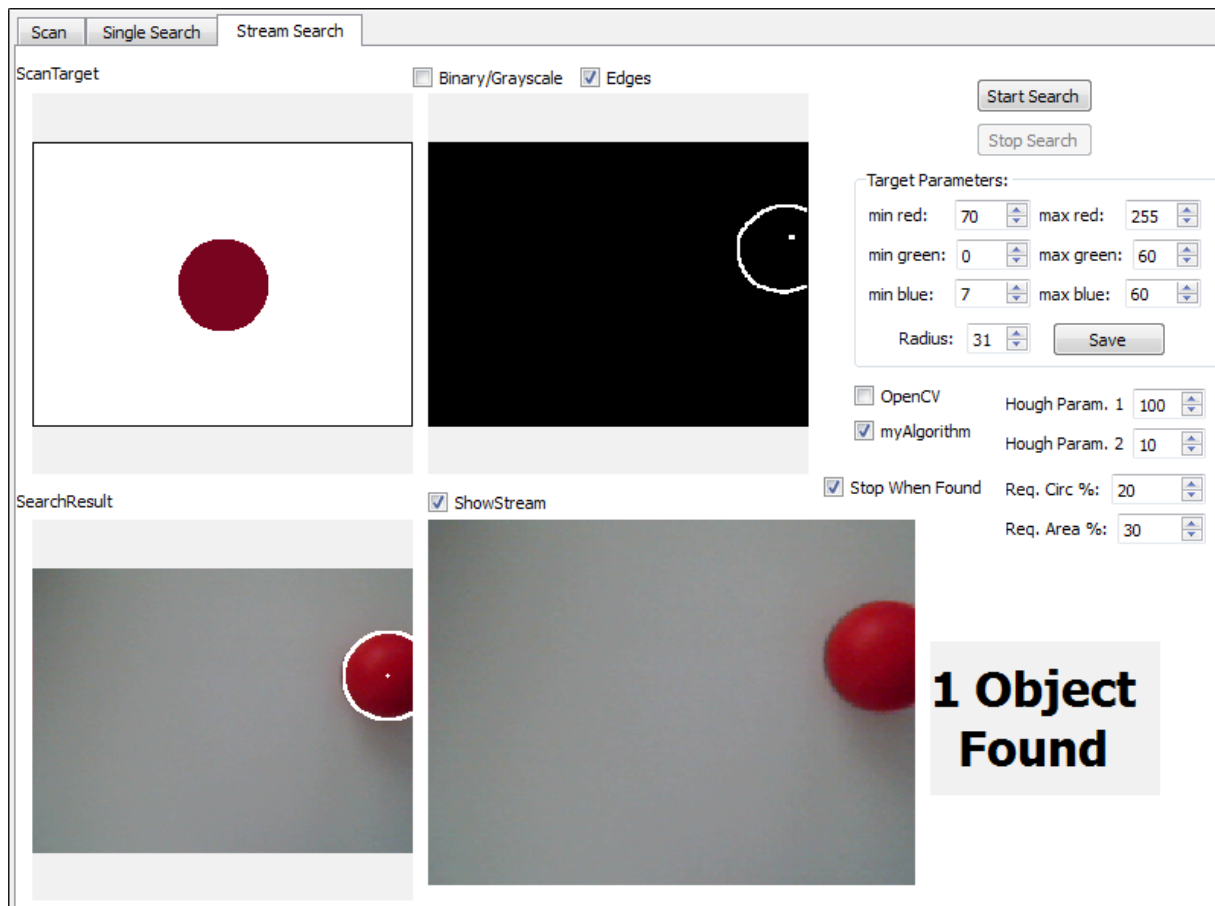 Scan Single Search Stream Search
ScanTarget
Binary/Grayscale Edges
Start Search
Stop Search
Target Parameters:
min red: 70 max red: 255
min green: 0 max green: 60
min blue: 7 max blue: 60
Radius: 31 Save
OpenCV
Hough Param. 1 100
myAlgorithm
Hough Param. 2 10
Stop When Found
Req. Circ %: 20
Req. Area %: 30
SearchResult
ShowStream
1 Object
Found